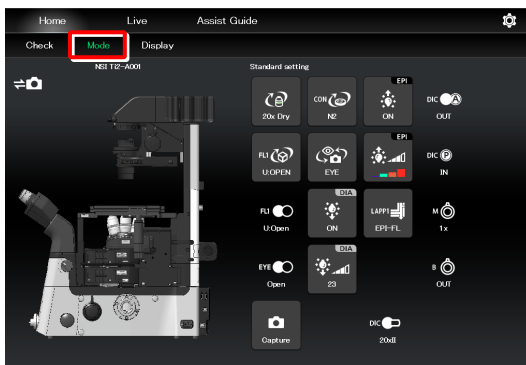 Home Live Assist Guide
Check Mode Display
NSI TI2-A001 Standard setting
EPI
CON DIC A
20x Dry N2 ON OUT
EPI
FL1 DIC P
U:OPEN EYE IN
DIA
FL1 LAPP1 M
U:Open ON EPI-FL 1x
DIA
EYE B
Open 23 OUT
DIC
Capture 20xII